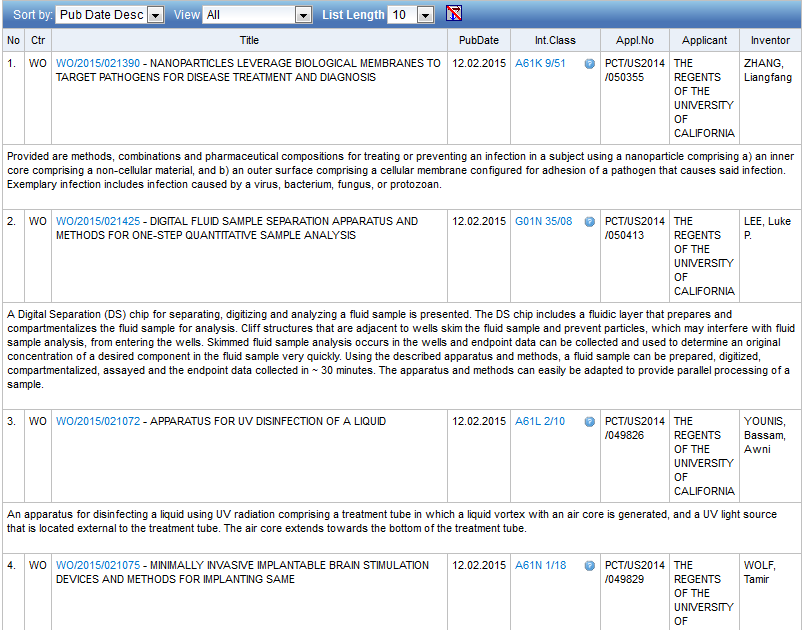 Sort by: Pub Date Desc View All List Length 10
No Ctr Title PubDate Int.Class Appl.No Applicant Inventor
1. WO WO/2015/021390 - NANOPARTICLES LEVERAGE BIOLOGICAL MEMBRANES TO 12.02.2015 A61K 9/51 ? PCT/US2014 THE ZHANG,
TARGET PATHOGENS FOR DISEASE TREATMENT AND DIAGNOSIS /050355 REGENTS Liangfang
OF THE
UNIVERSITY
OF
CALIFORNIA
Provided are methods, combinations and pharmaceutical compositions for treating or preventing an infection in a subject using a nanoparticle comprising a) an inner
core comprising a non-cellular material, and b) an outer surface comprising a cellular membrane configured for adhesion of a pathogen that causes said infection.
Exemplary infection includes infection caused by a virus, bacterium, fungus, or protozoan.
2. WO WO/2015/021425 - DIGITAL FLUID SAMPLE SEPARATION APPARATUS AND 12.02.2015 G01N 35/08 ? PCT/US2014 THE LEE, Luke
METHODS FOR ONE-STEP QUANTITATIVE SAMPLE ANALYSIS /050413 REGENTS P.
OF THE
UNIVERSITY
OF
CALIFORNIA
A Digital Separation (DS) chip for separating, digitizing and analyzing a fluid sample is presented. The DS chip includes a fluidic layer that prepares and
compartmentalizes the fluid sample for analysis. Cliff structures that are adjacent to wells skim the fluid sample and prevent particles, which may interfere with fluid
sample analysis, from entering the wells. Skimmed fluid sample analysis occurs in the wells and endpoint data can be collected and used to determine an original
concentration of a desired component in the fluid sample very quickly. Using the described apparatus and methods, a fluid sample can be prepared, digitized,
compartmentalized, assayed and the endpoint data collected in ~ 30 minutes. The apparatus and methods can easily be adapted to provide parallel processing of a
sample.
3. WO WO/2015/021072 - APPARATUS FOR UV DISINFECTION OF A LIQUID 12.02.2015 A61L 2/10 ? PCT/US2014 THE YOUNIS,
/049826 REGENTS Bassam,
OF THE Awni
UNIVERSITY
OF
CALIFORNIA
An apparatus for disinfecting a liquid using UV radiation comprising a treatment tube in which a liquid vortex with an air core is generated, and a UV light source
that is located external to the treatment tube. The air core extends towards the bottom of the treatment tube.
4. WO WO/2015/021075 - MINIMALLY INVASIVE IMPLANTABLE BRAIN STIMULATION 12.02.2015 A61N 1/18 ? PCT/US2014 THE WOLF,
DEVICES AND METHODS FOR IMPLANTING SAME /049829 REGENTS Tamir
OF THE
UNIVERSITY
OF